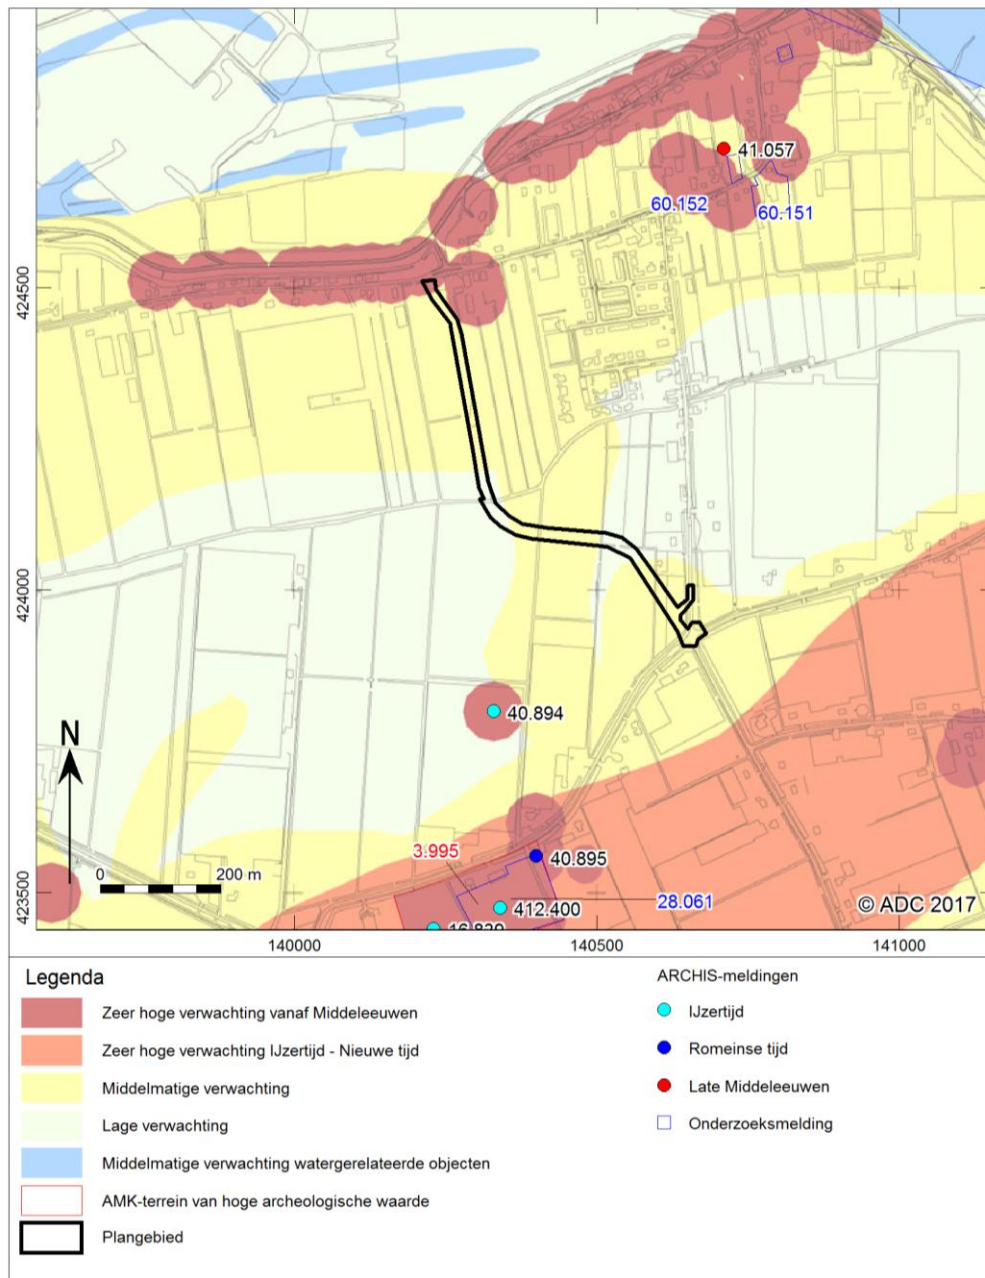 41.057
60.152
60.151
424500
424000
423500
N
0 200 m
40.894
3.995
40.895
28.061
412.400
16.839
© ADC 2017
140000 140500 141000
Legenda
Zeer hoge verwachting vanaf Middeleeuwen
Zeer hoge verwachting IJzertijd - Nieuwe tijd
Middelmatige verwachting
Lage verwachting
Middelmatige verwachting watergerelateerde objecten
AMK-terrein van hoge archeologische waarde
Plangebied
ARCHIS-meldingen
IJzertijd
Romeinse tijd
Late Middeleeuwen
Onderzoeksmelding